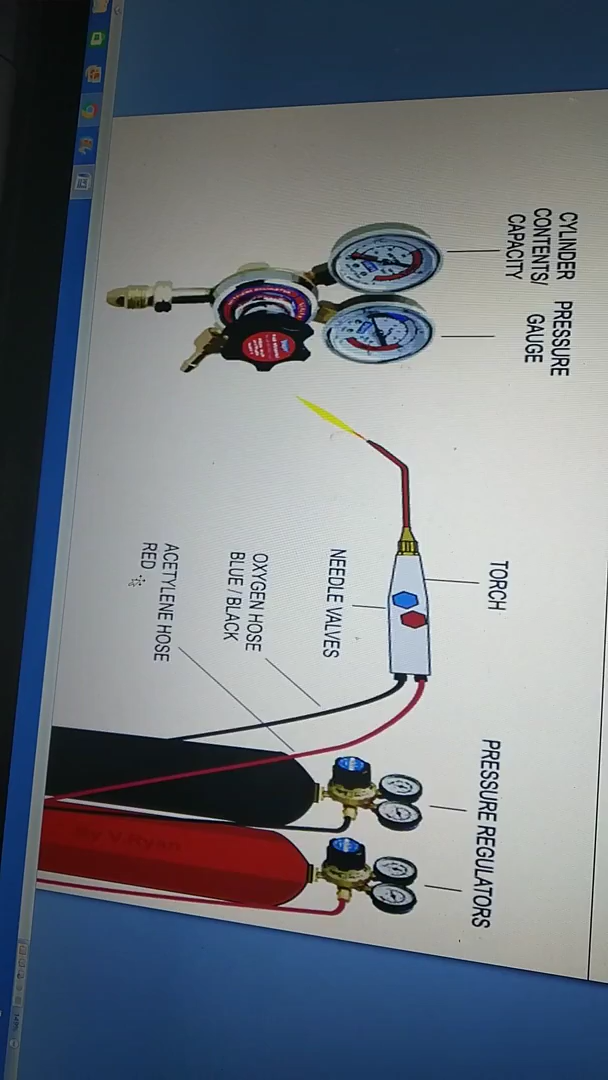 CYLINDER
CONTENTS/
CAPACITY
PRESSURE
GAUGE
TORCH
PRESSURE REGULATORS
NEEDLE VALVES
OXYGEN HOSE
BLUE / BLACK
ACETYLENE HOSE
RED